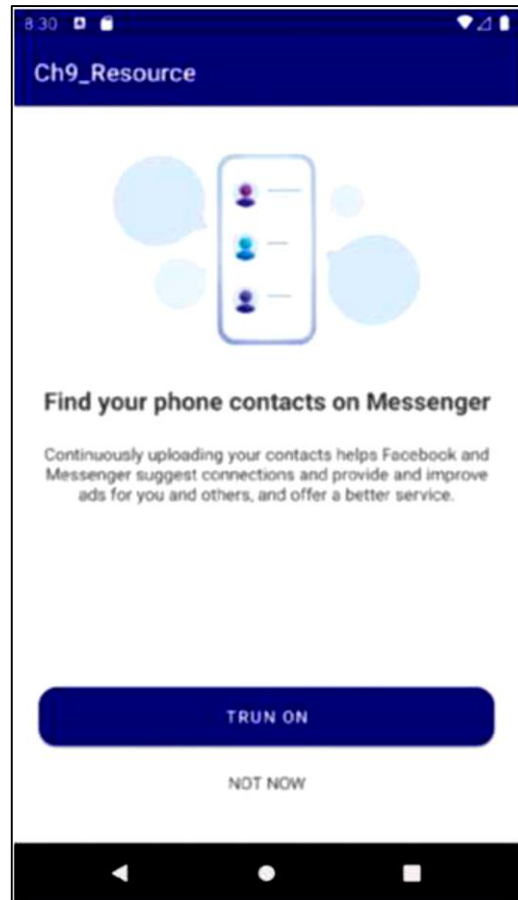 8:30
Ch9_Resource
Find your phone contacts on Messenger
Continuously uploading your contacts helps Facebook and
Messenger suggest connections and provide and improve
ads for you and others, and offer a better service.
TRUN ON
NOT NOW